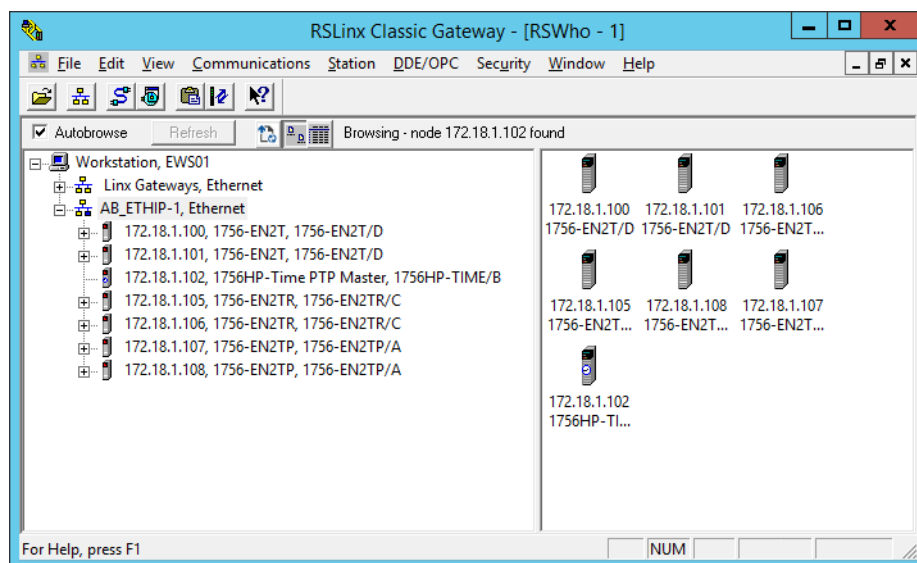 RSLinx Classic Gateway - [RSWho - 1]
File Edit View Communications Station DDE/OPC Security Window Help
Autobrowse Refresh Browsing - node 172.18.1.102 found
Workstation, EWS01
Linx Gateways, Ethernet
AB_ETHIP-1, Ethernet
172.18.1.100, 1756-EN2T, 1756-EN2T/D
172.18.1.101, 1756-EN2T, 1756-EN2T/D
172.18.1.102, 1756HP-Time PTP Master, 1756HP-TIME/B
172.18.1.105, 1756-EN2TR, 1756-EN2TR/C
172.18.1.106, 1756-EN2TR, 1756-EN2TR/C
172.18.1.107, 1756-EN2TP, 1756-EN2TP/A
172.18.1.108, 1756-EN2TP, 1756-EN2TP/A
172.18.1.100 172.18.1.101 172.18.1.106
1756-EN2T/D 1756-EN2T/D 1756-EN2T...
172.18.1.105 172.18.1.108 172.18.1.107
1756-EN2T... 1756-EN2T... 1756-EN2T...
172.18.1.102
1756HP-TI...
For Help, press F1 NUM